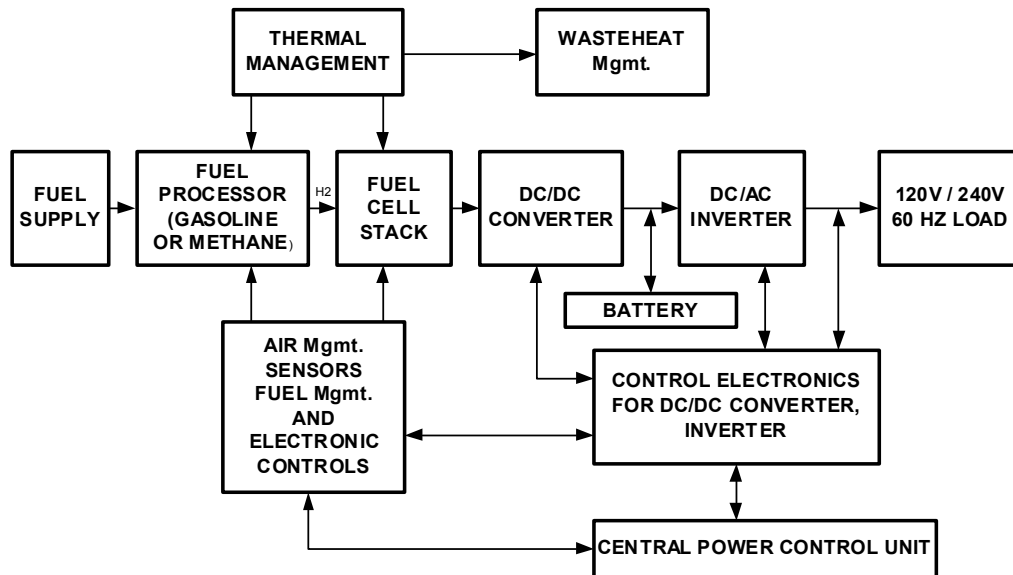 THERMAL
MANAGEMENT
WASTEHEAT
Mgmt.
FUEL
SUPPLY
FUEL
PROCESSOR
(GASOLINE
OR METHANE)
H2
FUEL
CELL
STACK
DC/DC
CONVERTER
DC/AC
INVERTER
120V / 240V
60 HZ LOAD
BATTERY
AIR Mgmt.
SENSORS
FUEL Mgmt.
AND
ELECTRONIC
CONTROLS
CONTROL ELECTRONICS
FOR DC/DC CONVERTER,
INVERTER
CENTRAL POWER CONTROL UNIT